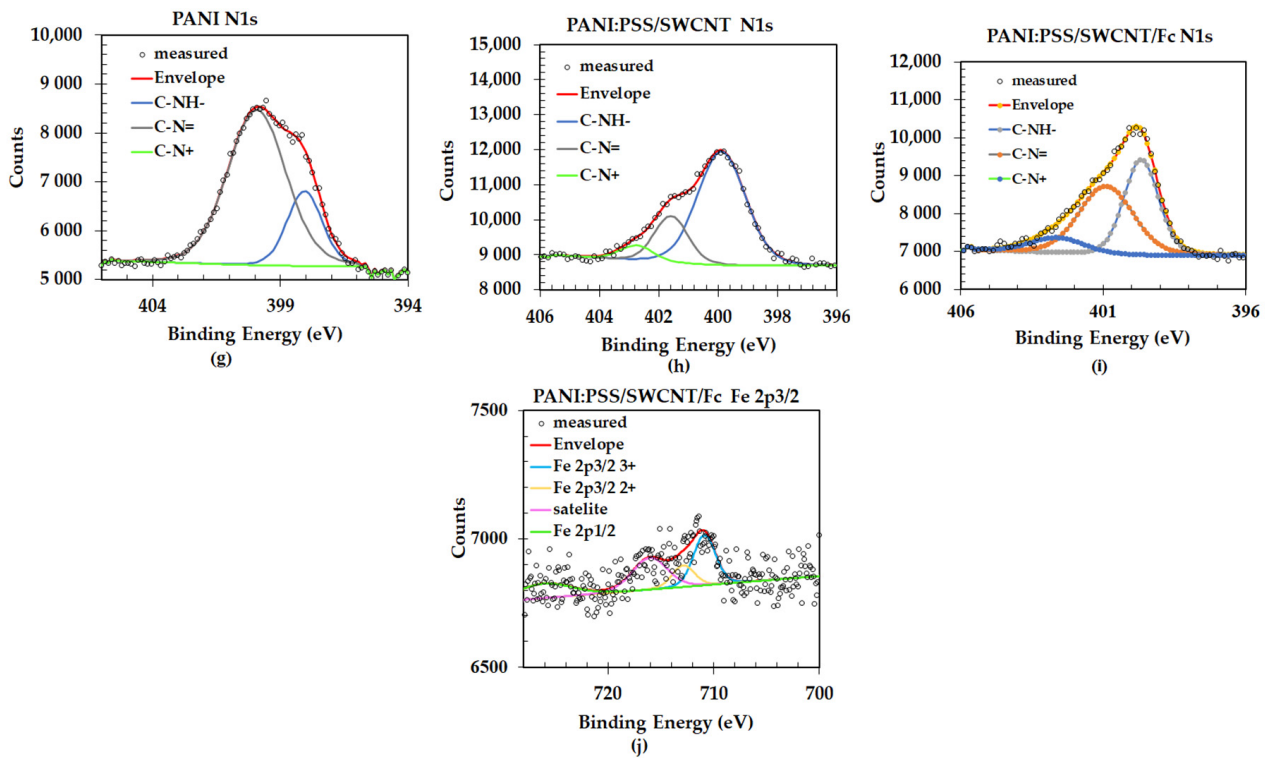 PANI N1s
10,000
8 000
6 000
5 000
Counts
measured
Envelope
C-NH-
C-N=
C-N+
404
399
394
Binding Energy (eV)
(g)
PANI:PSS/SWCNT N1s
15,000
14,000
13,000
12,000
11,000
10,000
9 000
8 000
Counts
measured
Envelope
C-NH-
C-N=
C-N+
406
404
402
400
398
396
Binding Energy (eV)
(h)
PANI:PSS/SWCNT/Fc N1s
12,000
11,000
10,000
9 000
8 000
7 000
6 000
Counts
measured
Envelope
C-NH-
C-N=
C-N+
406
401
396
Binding Energy (eV)
(i)
PANI:PSS/SWCNT/Fc Fe 2p3/2
7500
7000
6500
Counts
measured
Envelope
Fe 2p3/2 3+
Fe 2p3/2 2+
satelite
Fe 2p1/2
720
710
700
Binding Energy (eV)
(j)